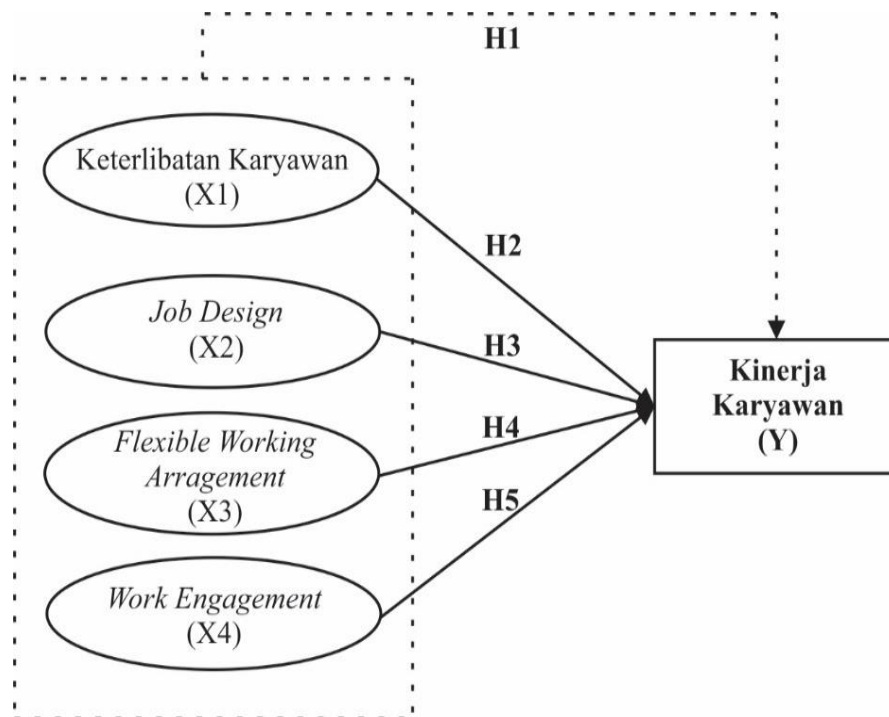 H1
Keterlibatan Karyawan
(X1)
H2
Job Design
(X2)
H3
Kinerja
Karyawan
(Y)
Flexible Working
Arragement
(X3)
H4
H5
Work Engagement
(X4)